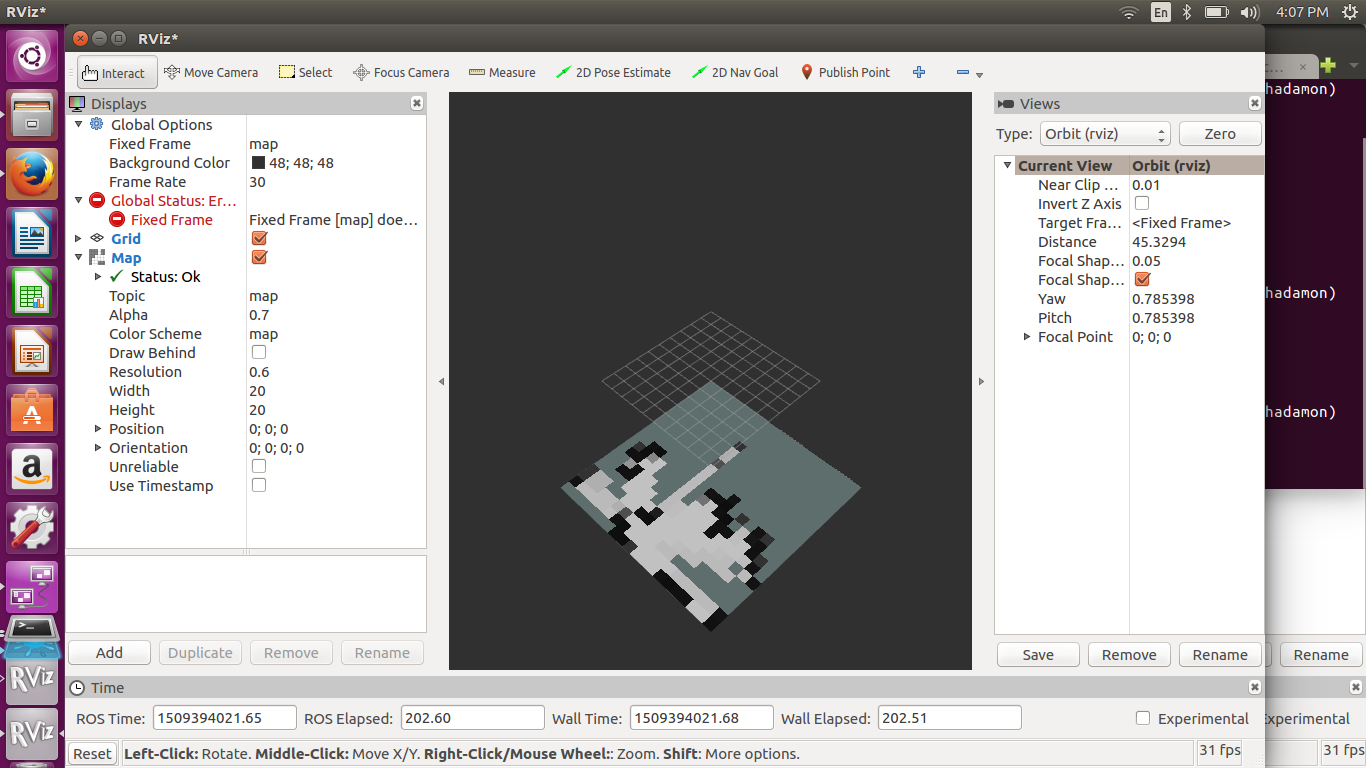 RViz*
En
4:07 PM
RViz*
Interact
Move Camera
Select
Focus Camera
Measure
2D Pose Estimate
2D Nav Goal
Publish Point
Displays
Global Options
Fixed Frame map
Background Color 48; 48; 48
Frame Rate 30
Global Status: Er...
Fixed Frame Fixed Frame [map] doe...
Grid
Map
Status: Ok
Topic map
Alpha 0.7
Color Scheme map
Draw Behind
Resolution 0.6
Width 20
Height 20
Position 0; 0; 0
Orientation 0; 0; 0; 0
Unreliable
Use Timestamp
Add Duplicate Remove Rename
Views
Type: Orbit (rviz) Zero
Current View Orbit (rviz)
Near Clip ... 0.01
Invert Z Axis
Target Fra... <Fixed Frame>
Distance 45.3294
Focal Shap... 0.05
Focal Shap...
Yaw 0.785398
Pitch 0.785398
Focal Point 0; 0; 0
Save Remove Rename
Rename
hadamon)
hadamon)
hadamon)
Time
ROS Time: 1509394021.65 ROS Elapsed: 202.60 Wall Time: 1509394021.68 Wall Elapsed: 202.51 Experimental
Experimental
Reset Left-Click: Rotate. Middle-Click: Move X/Y. Right-Click/Mouse Wheel:: Zoom. Shift: More options. 31 fps
31 fps
RViz
RViz